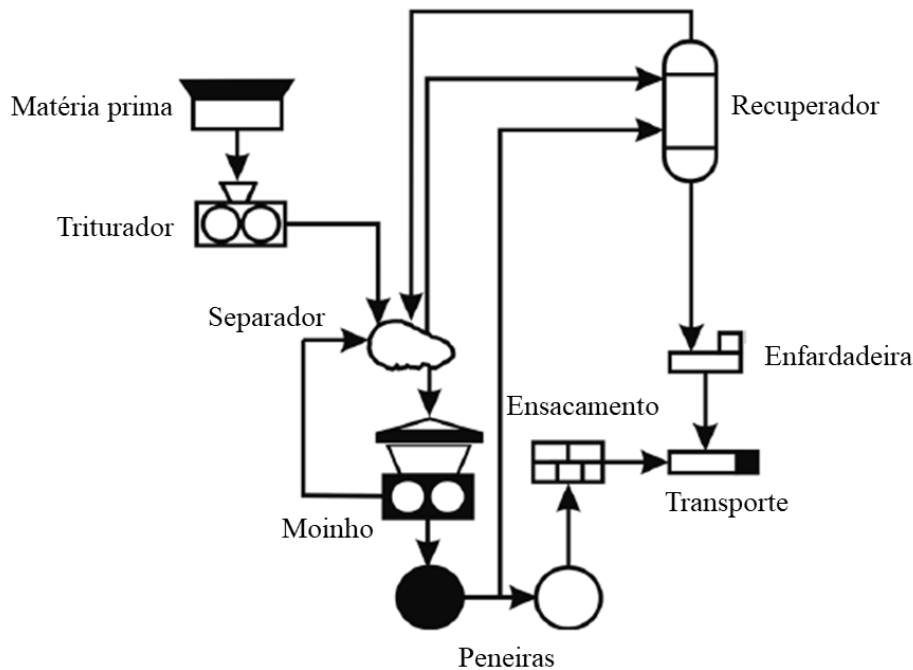 Matéria prima
Recuperador
Triturador
Separador
Enfardadeira
Ensacamento
Transporte
Moinho
Peneiras